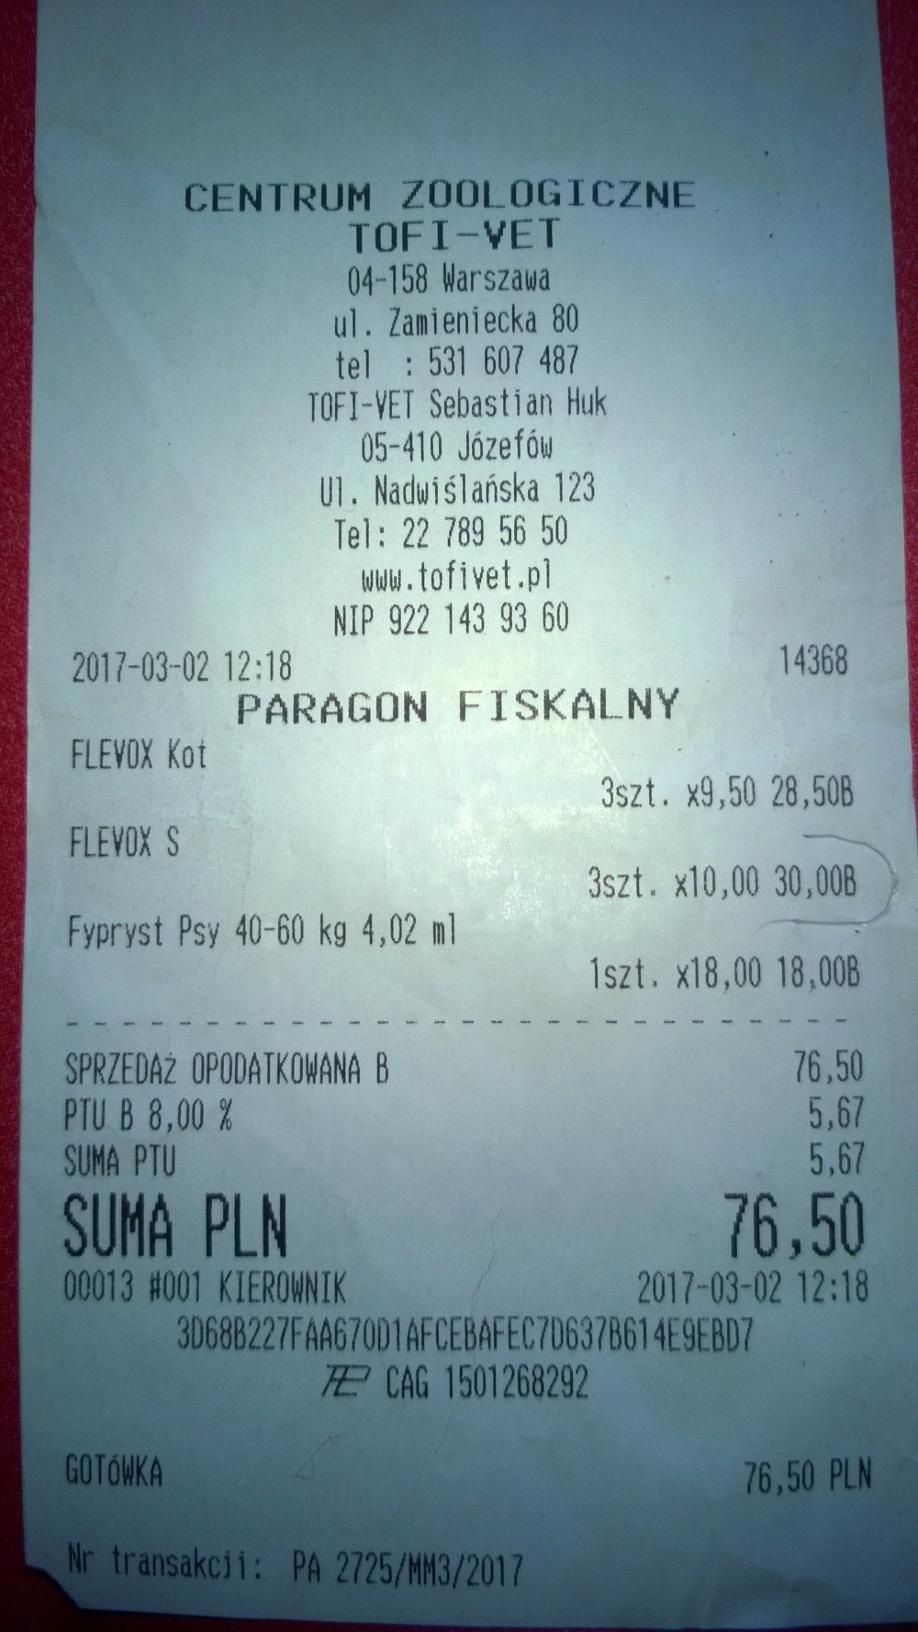 CENTRUM ZOOLOGICZNE
TOFI-VET
04-158 Warszawa
ul. Zamieniecka 80
tel : 531 607 487
TOFI-VET Sebastian Huk
05-410 Józefów
Ul. Nadwiślańska 123
Tel: 22 789 56 50
www.tofivet.pl
NIP 922 143 93 60
2017-03-02 12:18 14368
PARAGON FISKALNY
FLEVOX Kot
3szt. x9,50 28,50B
FLEVOX S
3szt. x10,00 30,00B
Fypryst Psy 40-60 kg 4,02 ml
1szt. x18,00 18,00B
SPRZEDAŻ OPODATKOWANA B 76,50
PTU B 8,00 % 5,67
SUMA PTU 5,67
SUMA PLN 76,50
00013 #001 KIEROWNIK 2017-03-02 12:18
3D68B227FAA670D1AFCEBAFEC7D637B614E9EBD7
CAG 1501268292
GOTÓWKA 76,50 PLN
Nr transakcji: PA 2725/MM3/2017